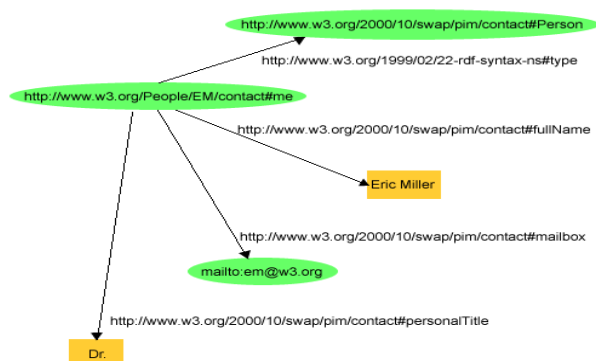 http://www.w3.org/2000/10/swap/pim/contact#Person
http://www.w3.org/1999/02/22-rdf-syntax-ns#type
http://www.w3.org/People/EM/contact#me
http://www.w3.org/2000/10/swap/pim/contact#fullName
Eric Miller
http://www.w3.org/2000/10/swap/pim/contact#mailbox
mailto:em@w3.org
http://www.w3.org/2000/10/swap/pim/contact#personalTitle
Dr.